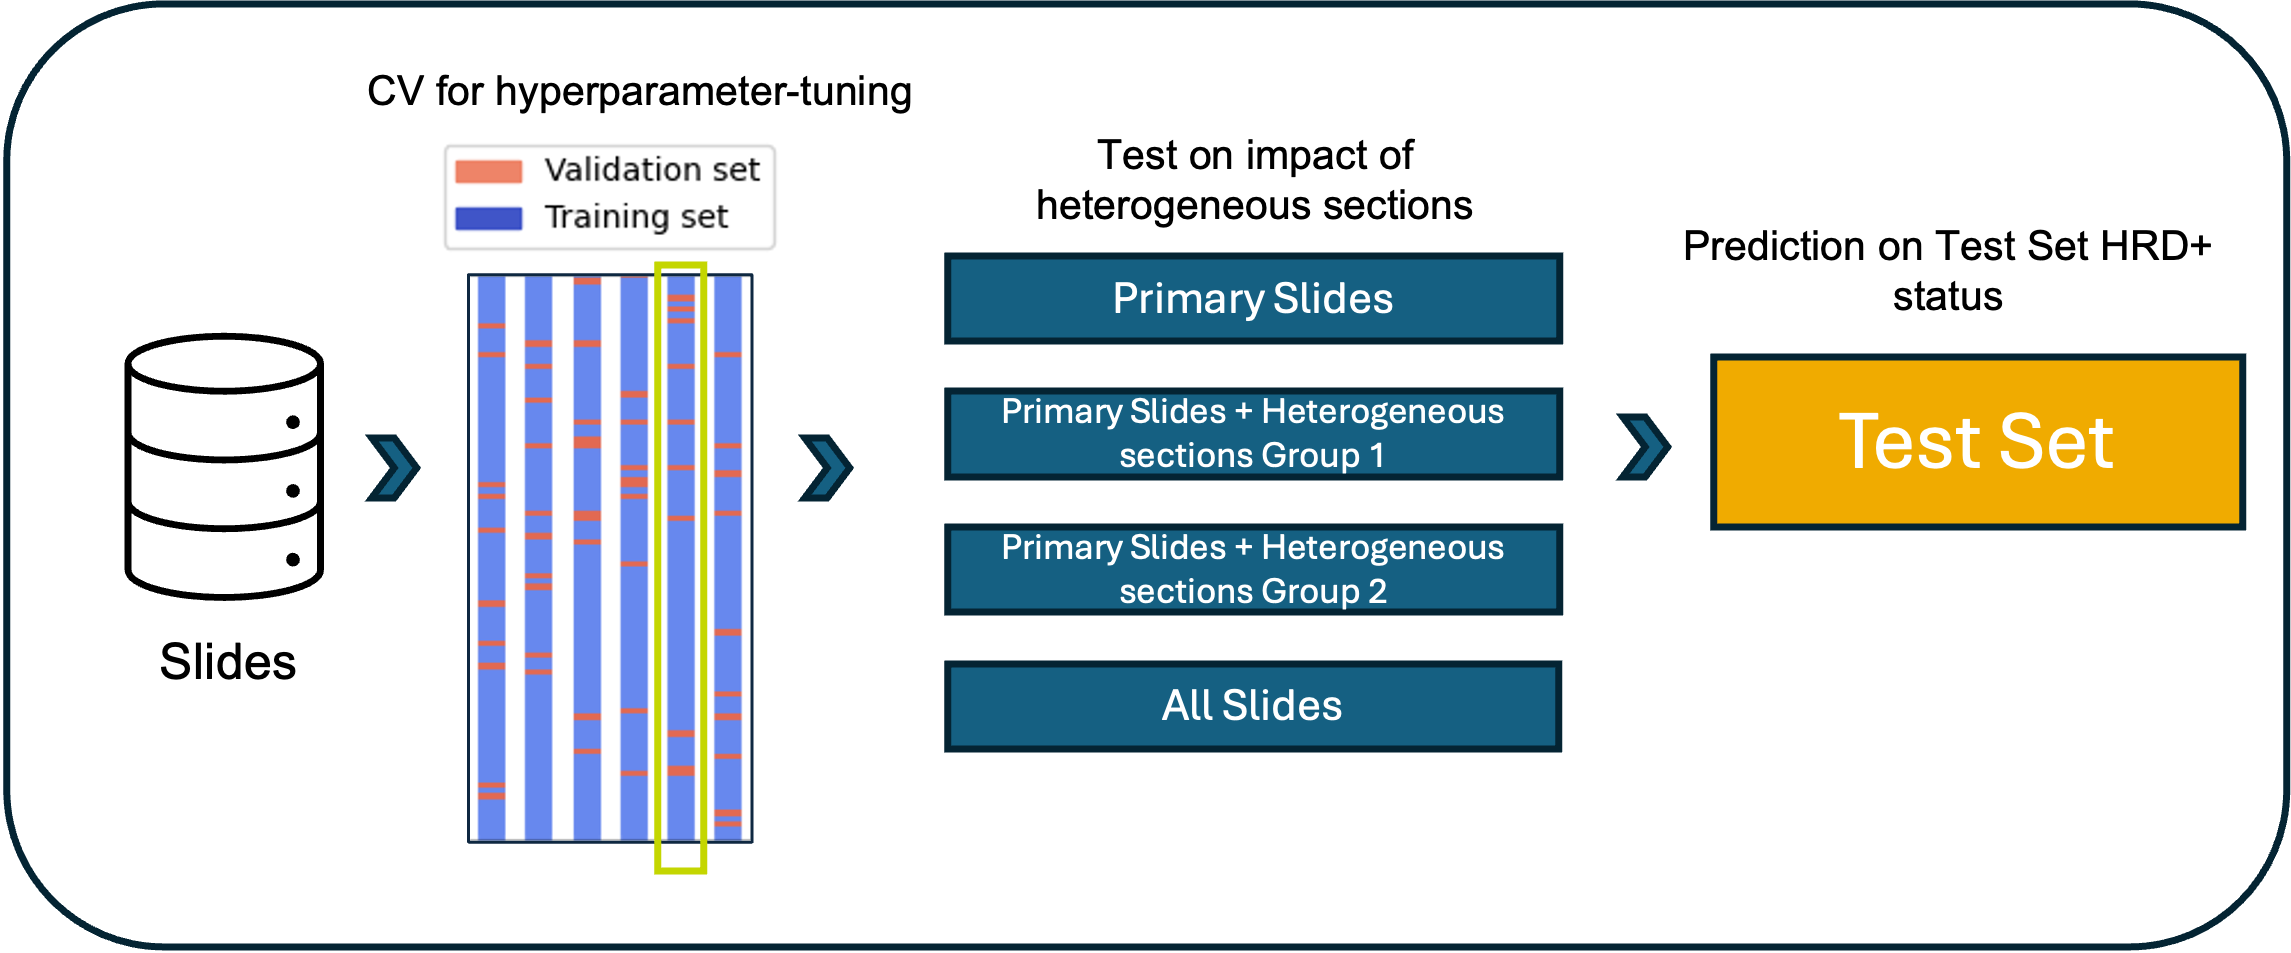 CV for hyperparameter-tuning
Validation set
Training set
Slides
Test on impact of
heterogeneous sections
Primary Slides
Primary Slides + Heterogeneous
sections Group 1
Primary Slides + Heterogeneous
sections Group 2
All Slides
Prediction on Test Set HRD+
status
Test Set